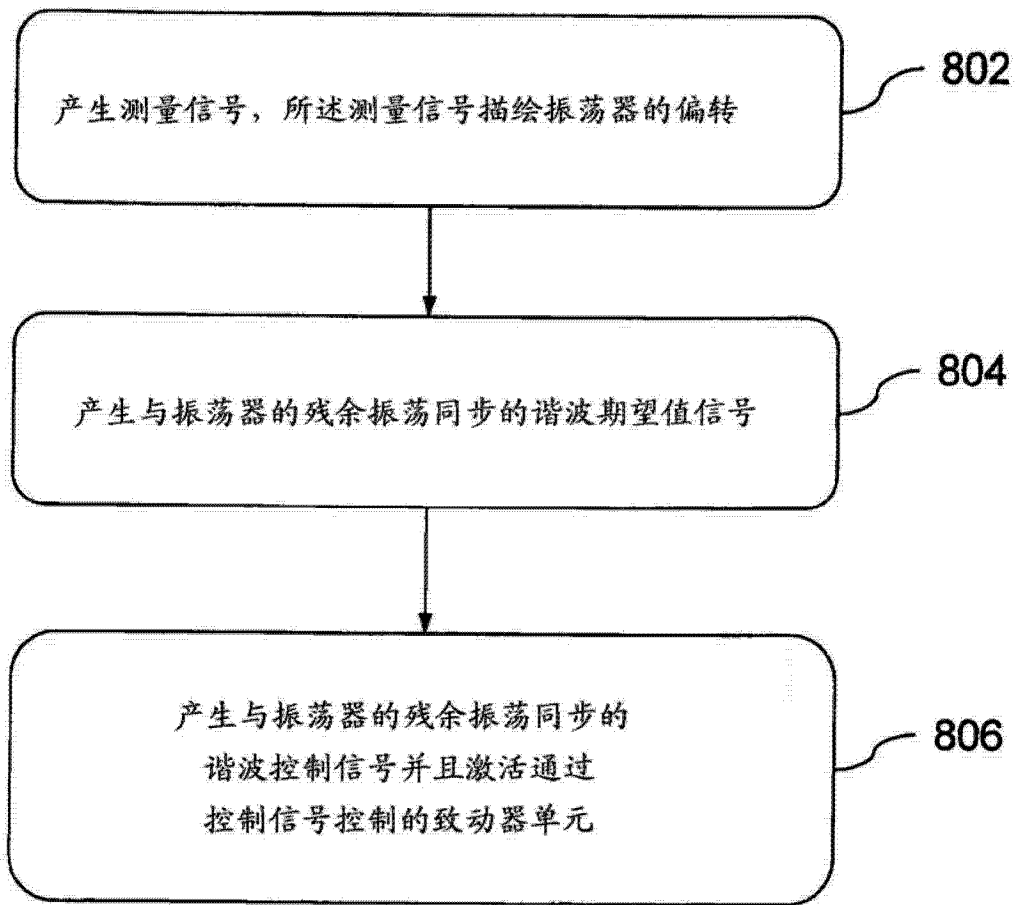 产生测量信号，所述测量信号描绘振荡器的偏转
802
产生与振荡器的残余振荡同步的谐波期望值信号
804
产生与振荡器的残余振荡同步的
谐波控制信号并且激活通过
控制信号控制的致动器单元
806